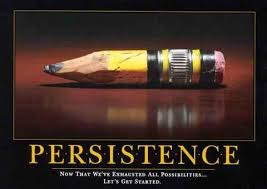 PERSISTENCE
NOW THAT WE'VE EXHAUSTED ALL POSSIBILITIES...
LET'S GET STARTED.